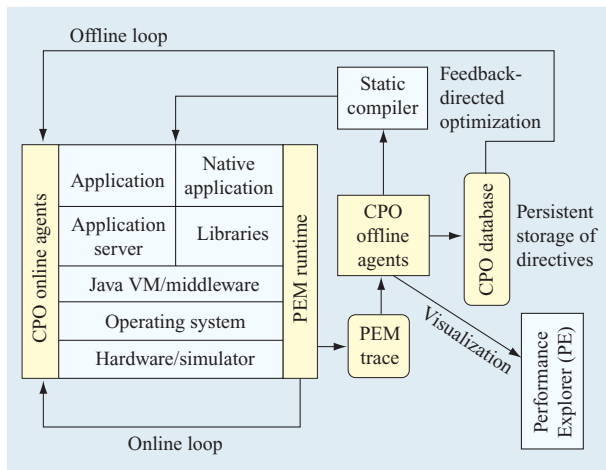 Offline loop
Static
compiler
Feedback-
directed
optimization
CPO online agents
Application
Native
application
Application
server
Libraries
Java VM/middleware
Operating system
Hardware/simulator
PEM runtime
CPO
offline
agents
CPO database
Persistent
storage of
directives
PEM
trace
Visualization
Performance
Explorer (PE)
Online loop